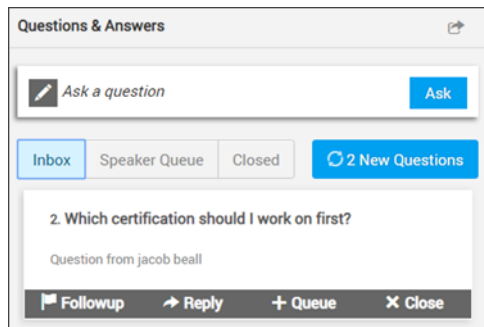 Questions & Answers
Ask a question
Ask
Inbox
Speaker Queue
Closed
2 New Questions
2. Which certification should I work on first?
Question from jacob beall
Followup
Reply
Queue
Close